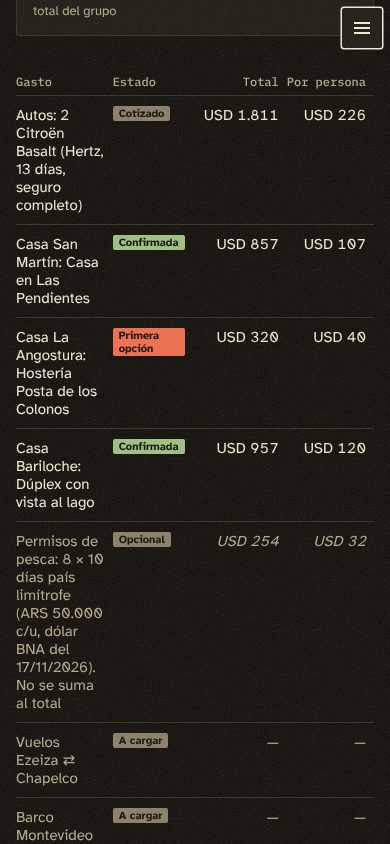 total del grupo
Gasto Estado Total Por persona
Autos: 2 Cotizado USD 1.811 USD 226
Citroën
Basalt (Hertz,
13 días,
seguro
completo)
Casa San Confirmada USD 857 USD 107
Martín: Casa
en Las
Pendientes
Casa La Primera USD 320 USD 40
Angostura: opción
Hostería
Posta de los
Colonos
Casa Confirmada USD 957 USD 120
Bariloche:
Dúplex con
vista al lago
Permisos de Opcional USD 254 USD 32
pesca: 8 × 10
días país
limítrofe
(ARS 50.000
c/u, dólar
BNA del
17/11/2026).
No se suma
al total
Vuelos A cargar — —
Ezeiza ⇄
Chapelco
Barco A cargar — —
Montevideo